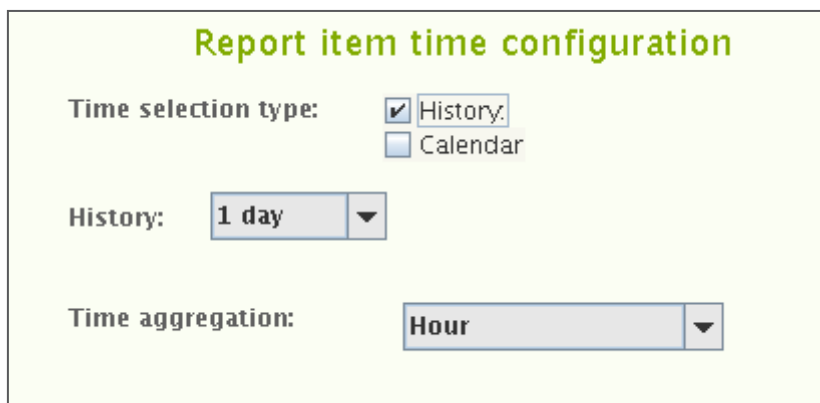 Report item time configuration
Time selection type:
History:
Calendar
History:
1 day
Time aggregation:
Hour